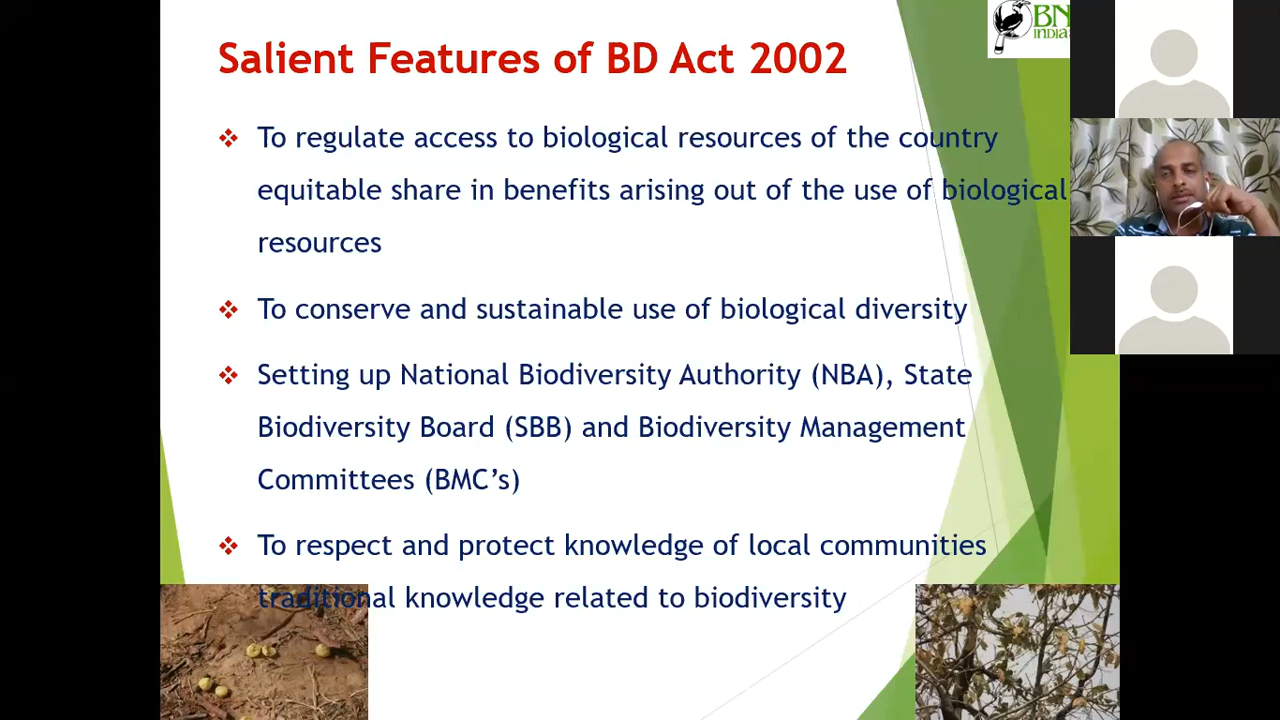 Salient Features of BD Act 2002
BN
INDIA
To regulate access to biological resources of the country
equitable share in benefits arising out of the use of biological
resources
To conserve and sustainable use of biological diversity
Setting up National Biodiversity Authority (NBA), State
Biodiversity Board (SBB) and Biodiversity Management
Committees (BMC’s)
To respect and protect knowledge of local communities
traditional knowledge related to biodiversity